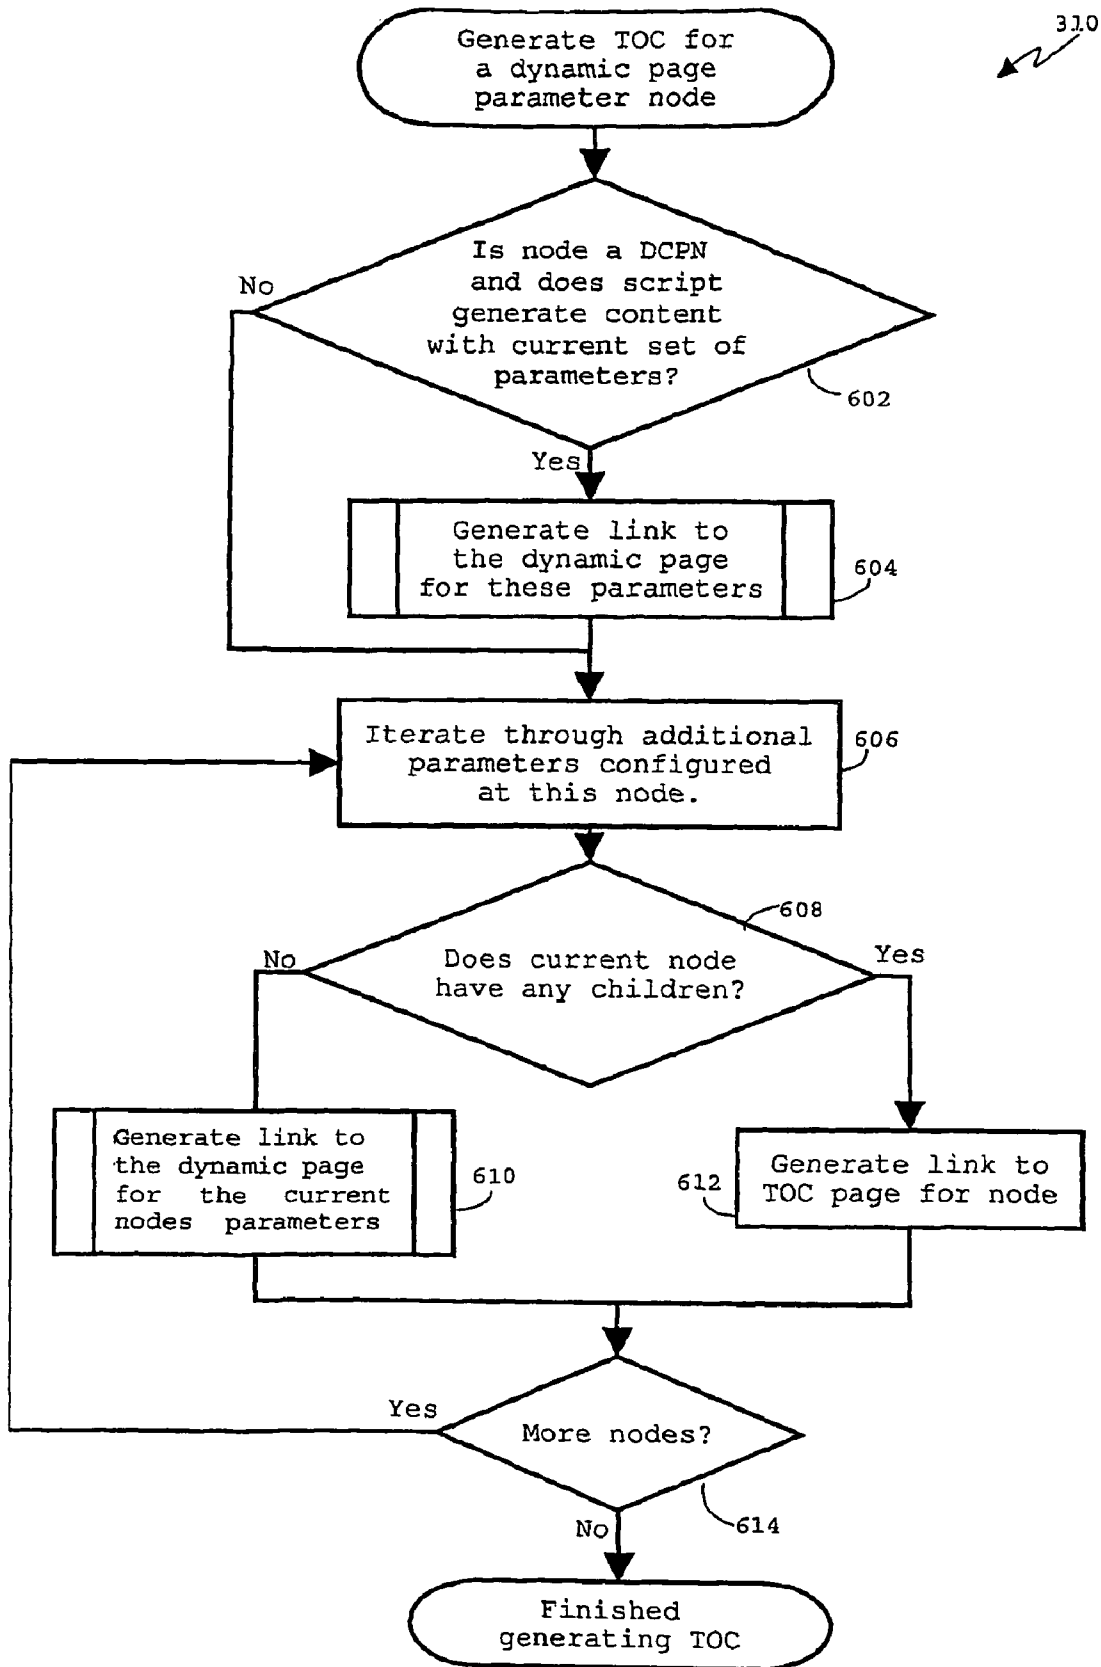 310
Generate TOC for
a dynamic page
parameter node
Is node a DCPN
and does script
generate content
with current set of
parameters?
No
602
Yes
Generate link to
the dynamic page
for these parameters
604
Iterate through additional
parameters configured
at this node.
606
608
No
Does current node
have any children?
Yes
Generate link to
the dynamic page
for the current
nodes parameters
610
612
Generate link to
TOC page for node
Yes
More nodes?
614
No
Finished
generating TOC